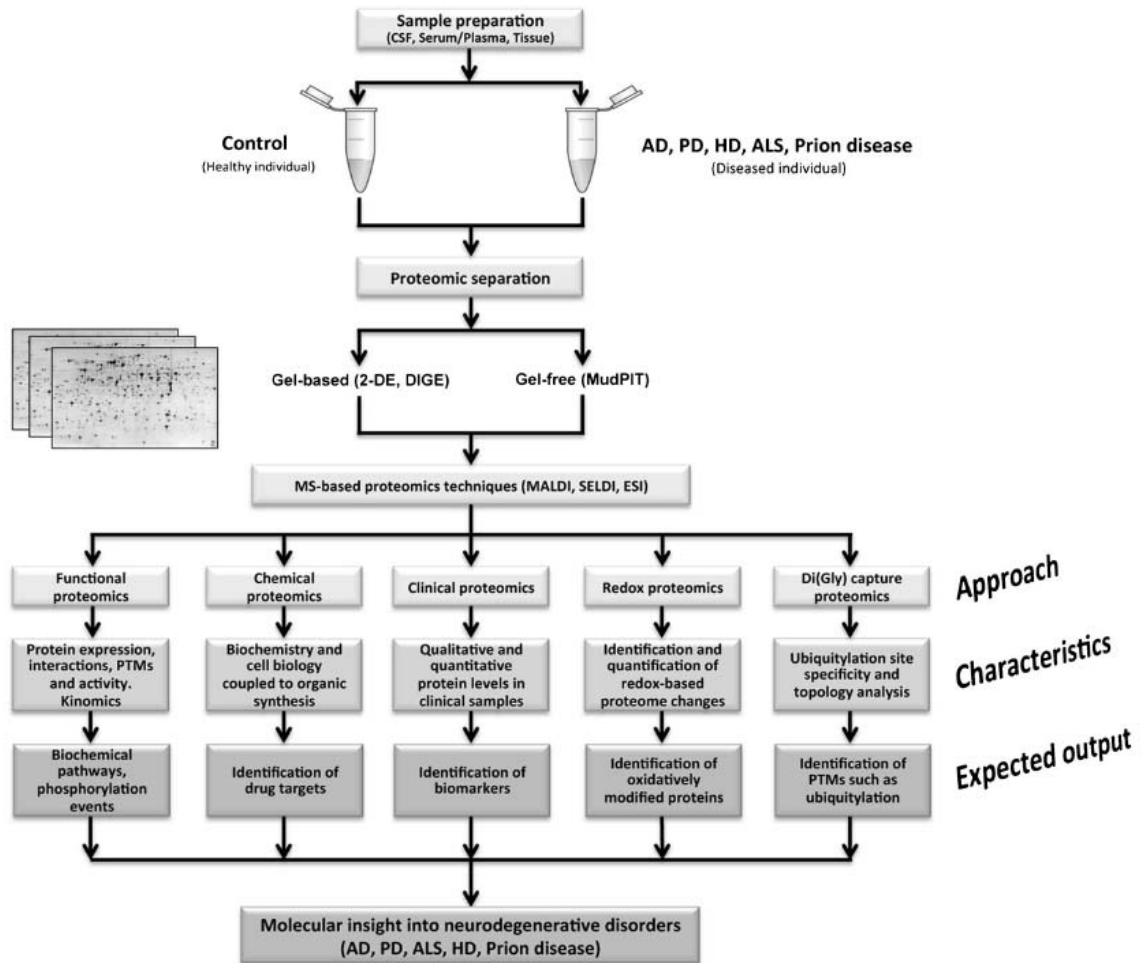 Sample preparation
(CSF, Serum/Plasma, Tissue)
Control
(Healthy individual)
AD, PD, HD, ALS, Prion disease
(Diseased individual)
Proteomic separation
Gel-based (2-DE, DIGE)
Gel-free (MudPIT)
MS-based proteomics techniques (MALDI, SELDI, ESI)
Functional
proteomics
Chemical
proteomics
Clinical proteomics
Redox proteomics
Di(Gly) capture
proteomics
Approach
Protein expression,
interactions, PTMs
and activity.
Kinomics
Biochemistry and
cell biology
coupled to organic
synthesis
Qualitative and
quantitative
protein levels in
clinical samples
Identification and
quantification of
redox-based
proteome changes
Ubiquitylation site
specificity and
topology analysis
Characteristics
Biochemical
pathways,
phosphorylation
events
Identification of
drug targets
Identification of
biomarkers
Identification of
oxidatively
modified proteins
Identification of
PTMs such as
ubiquitylation
Expected output
Molecular insight into neurodegenerative disorders
(AD, PD, ALS, HD, Prion disease)